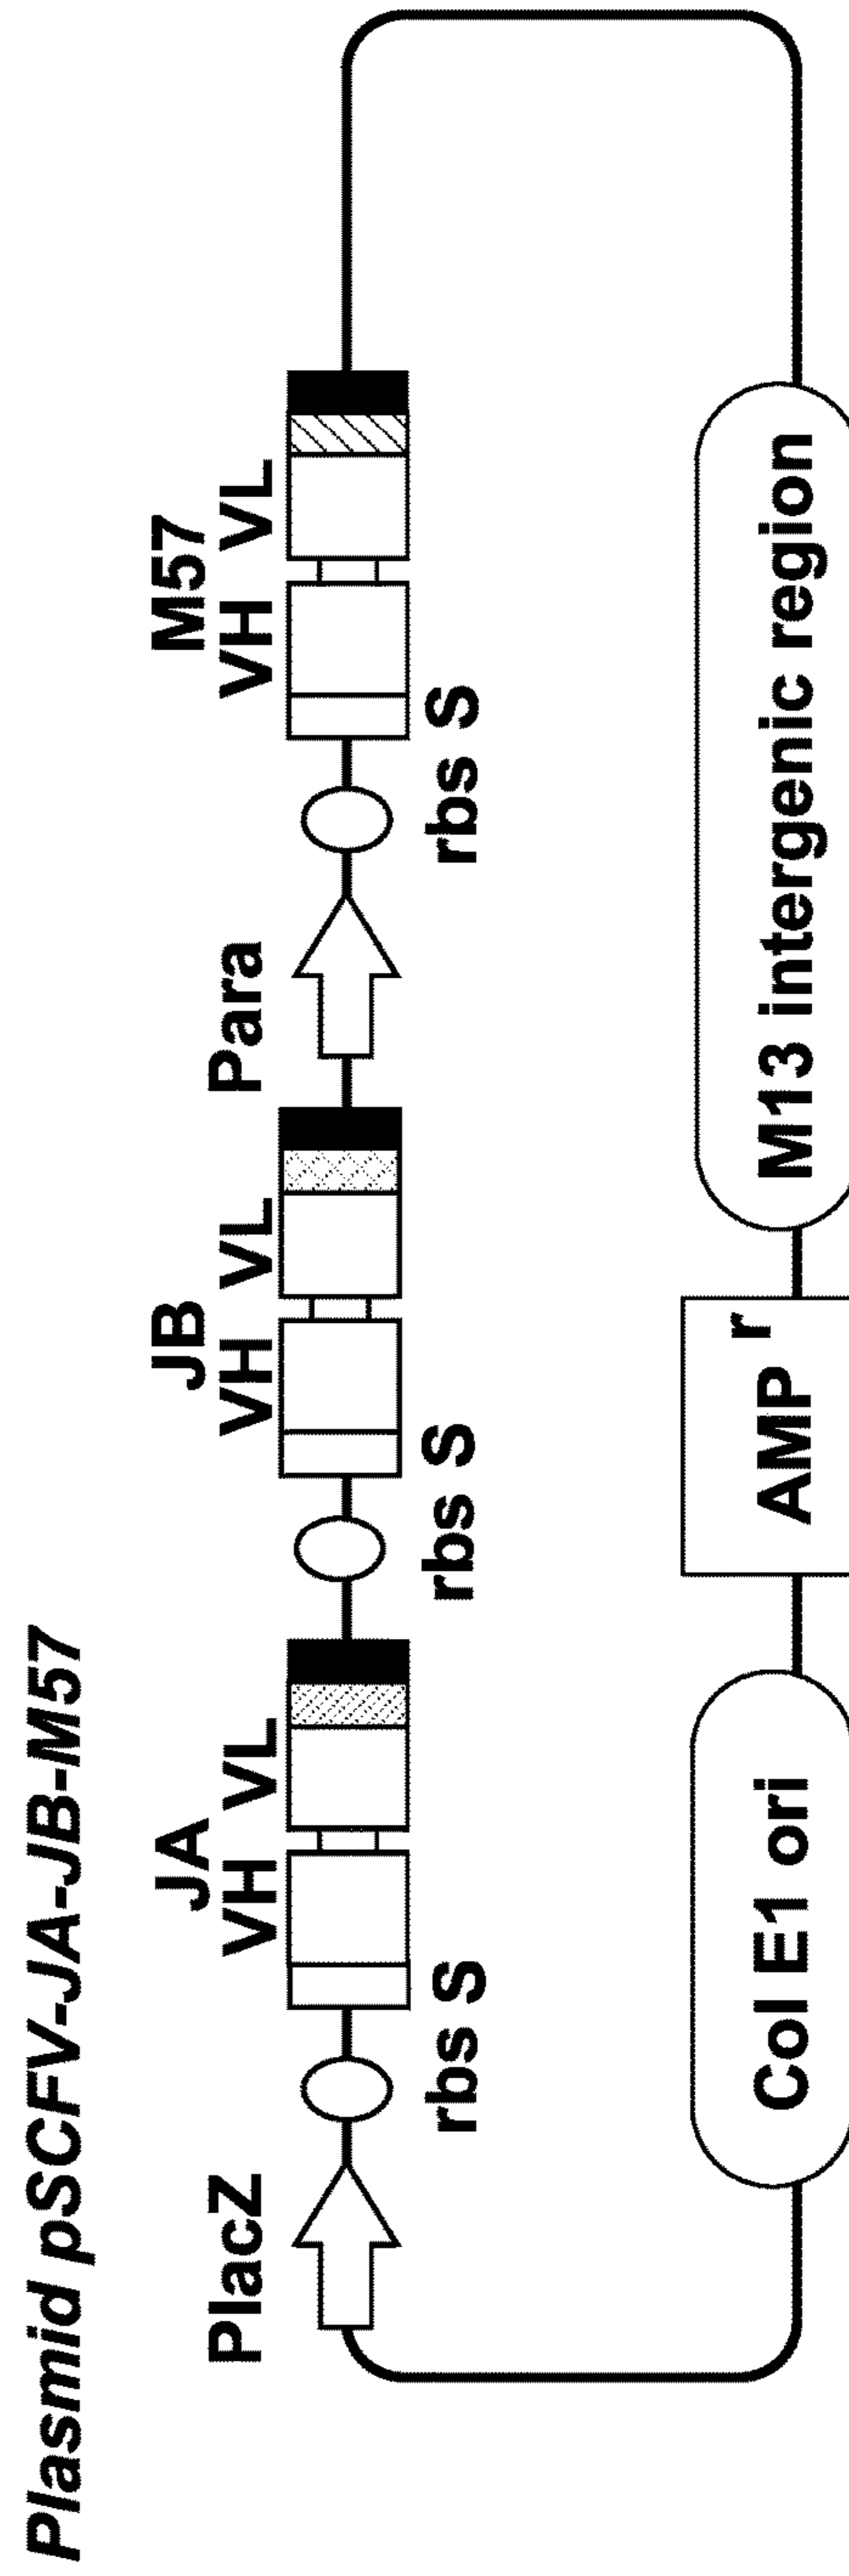 Plasmid pSCFV-JA-JB-M57
JA
JB
M57
PlacZ
VH VL
VH VL
Para
VH VL
rbs S
rbs S
rbs S
Col E1 ori
AMP r
M13 intergenic region